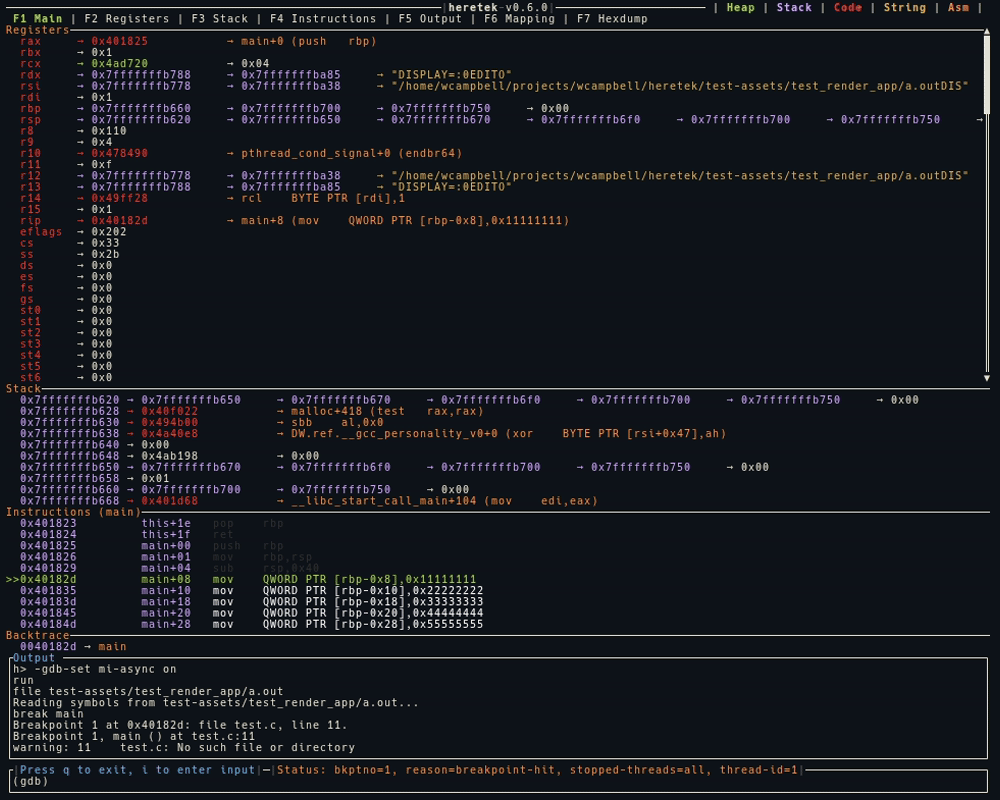 heretek v0.6.0 | Heap | Stack | Code | String | Asm |
F1 Main | F2 Registers | F3 Stack | F4 Instructions | F5 Output | F6 Mapping | F7 Hexdump
Registers
rax → 0x401825 → main+0 (push rbp)
rbx → 0x1
rcx → 0x4ad720 → 0x04
rdx → 0x7fffffffb788 → 0x7fffffffba85 → "DISPLAY=:0EDITO"
rsi → 0x7fffffffb778 → 0x7fffffffba38 → "/home/wcampbell/projects/wcampbell/heretek/test-assets/test_render_app/a.outDIS"
rdi → 0x1
rbp → 0x7fffffffb660 → 0x7fffffffb700 → 0x7fffffffb750 → 0x00
rsp → 0x7fffffffb620 → 0x7fffffffb650 → 0x7fffffffb670 → 0x7fffffffb6f0 → 0x7fffffffb700 → 0x7fffffffb750 →
r8 → 0x110
r9 → 0x4
r10 → 0x478490 → pthread_cond_signal+0 (endbr64)
r11 → 0xf
r12 → 0x7fffffffb778 → 0x7fffffffba38 → "/home/wcampbell/projects/wcampbell/heretek/test-assets/test_render_app/a.outDIS"
r13 → 0x7fffffffb788 → 0x7fffffffba85 → "DISPLAY=:0EDITO"
r14 → 0x49ff28 → rcl BYTE PTR [rdi],1
r15 → 0x1
rip → 0x40182d → main+8 (mov QWORD PTR [rbp-0x8],0x11111111)
eflags → 0x202
cs → 0x33
ss → 0x2b
ds → 0x0
es → 0x0
fs → 0x0
gs → 0x0
st0 → 0x0
st1 → 0x0
st2 → 0x0
st3 → 0x0
st4 → 0x0
st5 → 0x0
st6 → 0x0
Stack
0x7fffffffb620 → 0x7fffffffb650 → 0x7fffffffb670 → 0x7fffffffb6f0 → 0x7fffffffb700 → 0x7fffffffb750 → 0x00
0x7fffffffb628 → 0x40f022 → malloc+418 (test rax,rax)
0x7fffffffb630 → 0x494b00 → sbb al,0x0
0x7fffffffb638 → 0x4a40e8 → DW.ref.__gcc_personality_v0+0 (xor BYTE PTR [rsi+0x47],ah)
0x7fffffffb640 → 0x00
0x7fffffffb648 → 0x4ab198 → 0x00
0x7fffffffb650 → 0x7fffffffb670 → 0x7fffffffb6f0 → 0x7fffffffb700 → 0x7fffffffb750 → 0x00
0x7fffffffb658 → 0x01
0x7fffffffb660 → 0x7fffffffb700 → 0x7fffffffb750 → 0x00
0x7fffffffb668 → 0x401d68 → __libc_start_call_main+104 (mov edi,eax)
Instructions (main)
0x401823 this+1e pop rbp
0x401824 this+1f ret
0x401825 main+00 push rbp
0x401826 main+01 mov rbp,rsp
0x401829 main+04 sub rsp,0x40
>>0x40182d main+08 mov QWORD PTR [rbp-0x8],0x11111111
0x401835 main+10 mov QWORD PTR [rbp-0x10],0x22222222
0x40183d main+18 mov QWORD PTR [rbp-0x18],0x33333333
0x401845 main+20 mov QWORD PTR [rbp-0x20],0x44444444
0x40184d main+28 mov QWORD PTR [rbp-0x28],0x55555555
Backtrace
0040182d → main
Output
h> -gdb-set mi-async on
run
file test-assets/test_render_app/a.out
Reading symbols from test-assets/test_render_app/a.out...
break main
Breakpoint 1 at 0x40182d: file test.c, line 11.
Breakpoint 1, main () at test.c:11
warning: 11 test.c: No such file or directory
|Press q to exit, i to enter input|—|Status: bkptno=1, reason=breakpoint-hit, stopped-threads=all, thread-id=1|
(gdb)